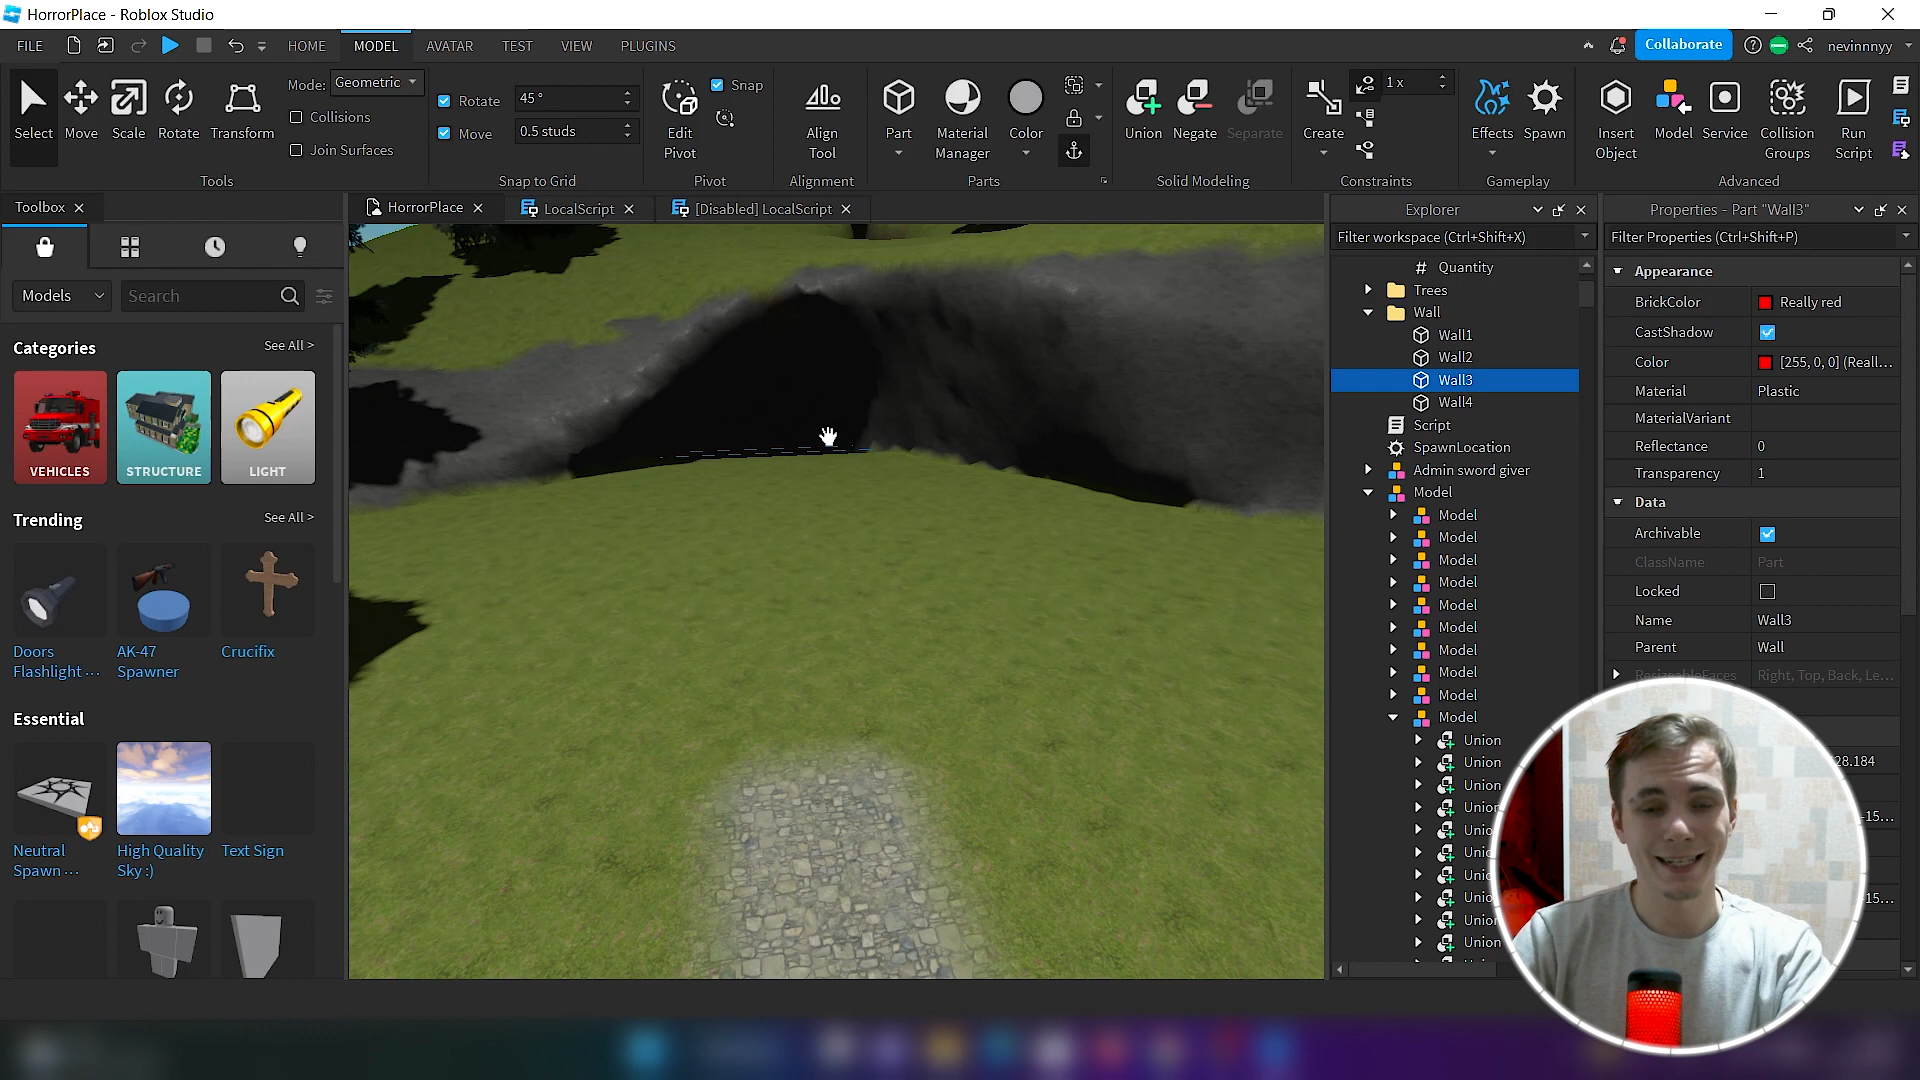 HorrorPlace - Roblox Studio
FILE
HOME
MODEL
AVATAR
TEST
VIEW
PLUGINS
Collaborate
nevinnnyy
Select
Move
Scale
Rotate
Transform
Mode:
Geometric
Collisions
Join Surfaces
Tools
Rotate
45 °
Move
0.5 studs
Snap to Grid
Edit
Pivot
Snap
Pivot
Align
Tool
Alignment
Part
Material
Manager
Color
Parts
Union
Negate
Separate
Solid Modeling
Create
1 x
Constraints
Effects
Spawn
Gameplay
Insert
Object
Model
Service
Collision
Groups
Run
Script
Advanced
Toolbox
Models
Search
Categories
See All >
VEHICLES
STRUCTURE
LIGHT
Trending
See All >
Doors
Flashlight ...
AK-47
Spawner
Crucifix
Essential
Neutral
Spawn ...
High Quality
Sky :)
Text Sign
HorrorPlace
LocalScript
[Disabled] LocalScript
Explorer
Filter workspace (Ctrl+Shift+X)
# Quantity
Trees
Wall
Wall1
Wall2
Wall3
Wall4
Script
SpawnLocation
Admin sword giver
Model
Model
Model
Model
Model
Model
Model
Model
Model
Model
Model
Union
Union
Union
Union
Union
Union
Properties - Part "Wall3"
Filter Properties (Ctrl+Shift+P)
Appearance
BrickColor
Really red
CastShadow
Color
[255, 0, 0] (Reall...
Material
Plastic
MaterialVariant
Reflectance
0
Transparency
1
Data
Archivable
ClassName
Part
Locked
Name
Wall3
Parent
Wall
ResizeableFaces
Right, Top, Back, Le...
28.184
-15...
15...